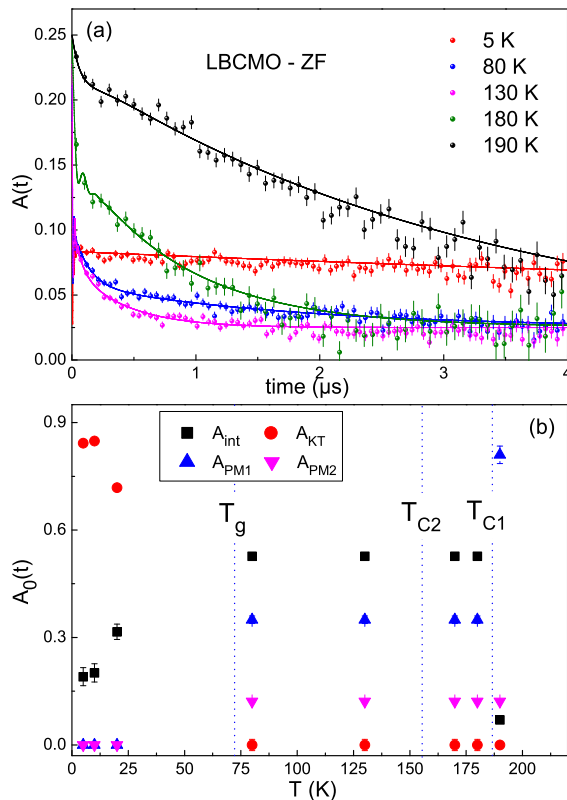 (a)
LBCMO - ZF
5 K
80 K
130 K
180 K
190 K
A(t)
0.25
0.20
0.15
0.10
0.05
0.00
0 1 2 3 4
time (µs)
(b)
A_int A_KT
A_PM1 A_PM2
T_g
T_C2
T_C1
A_0(t)
0.9
0.6
0.3
0.0
0 25 50 75 100 125 150 175 200
T (K)